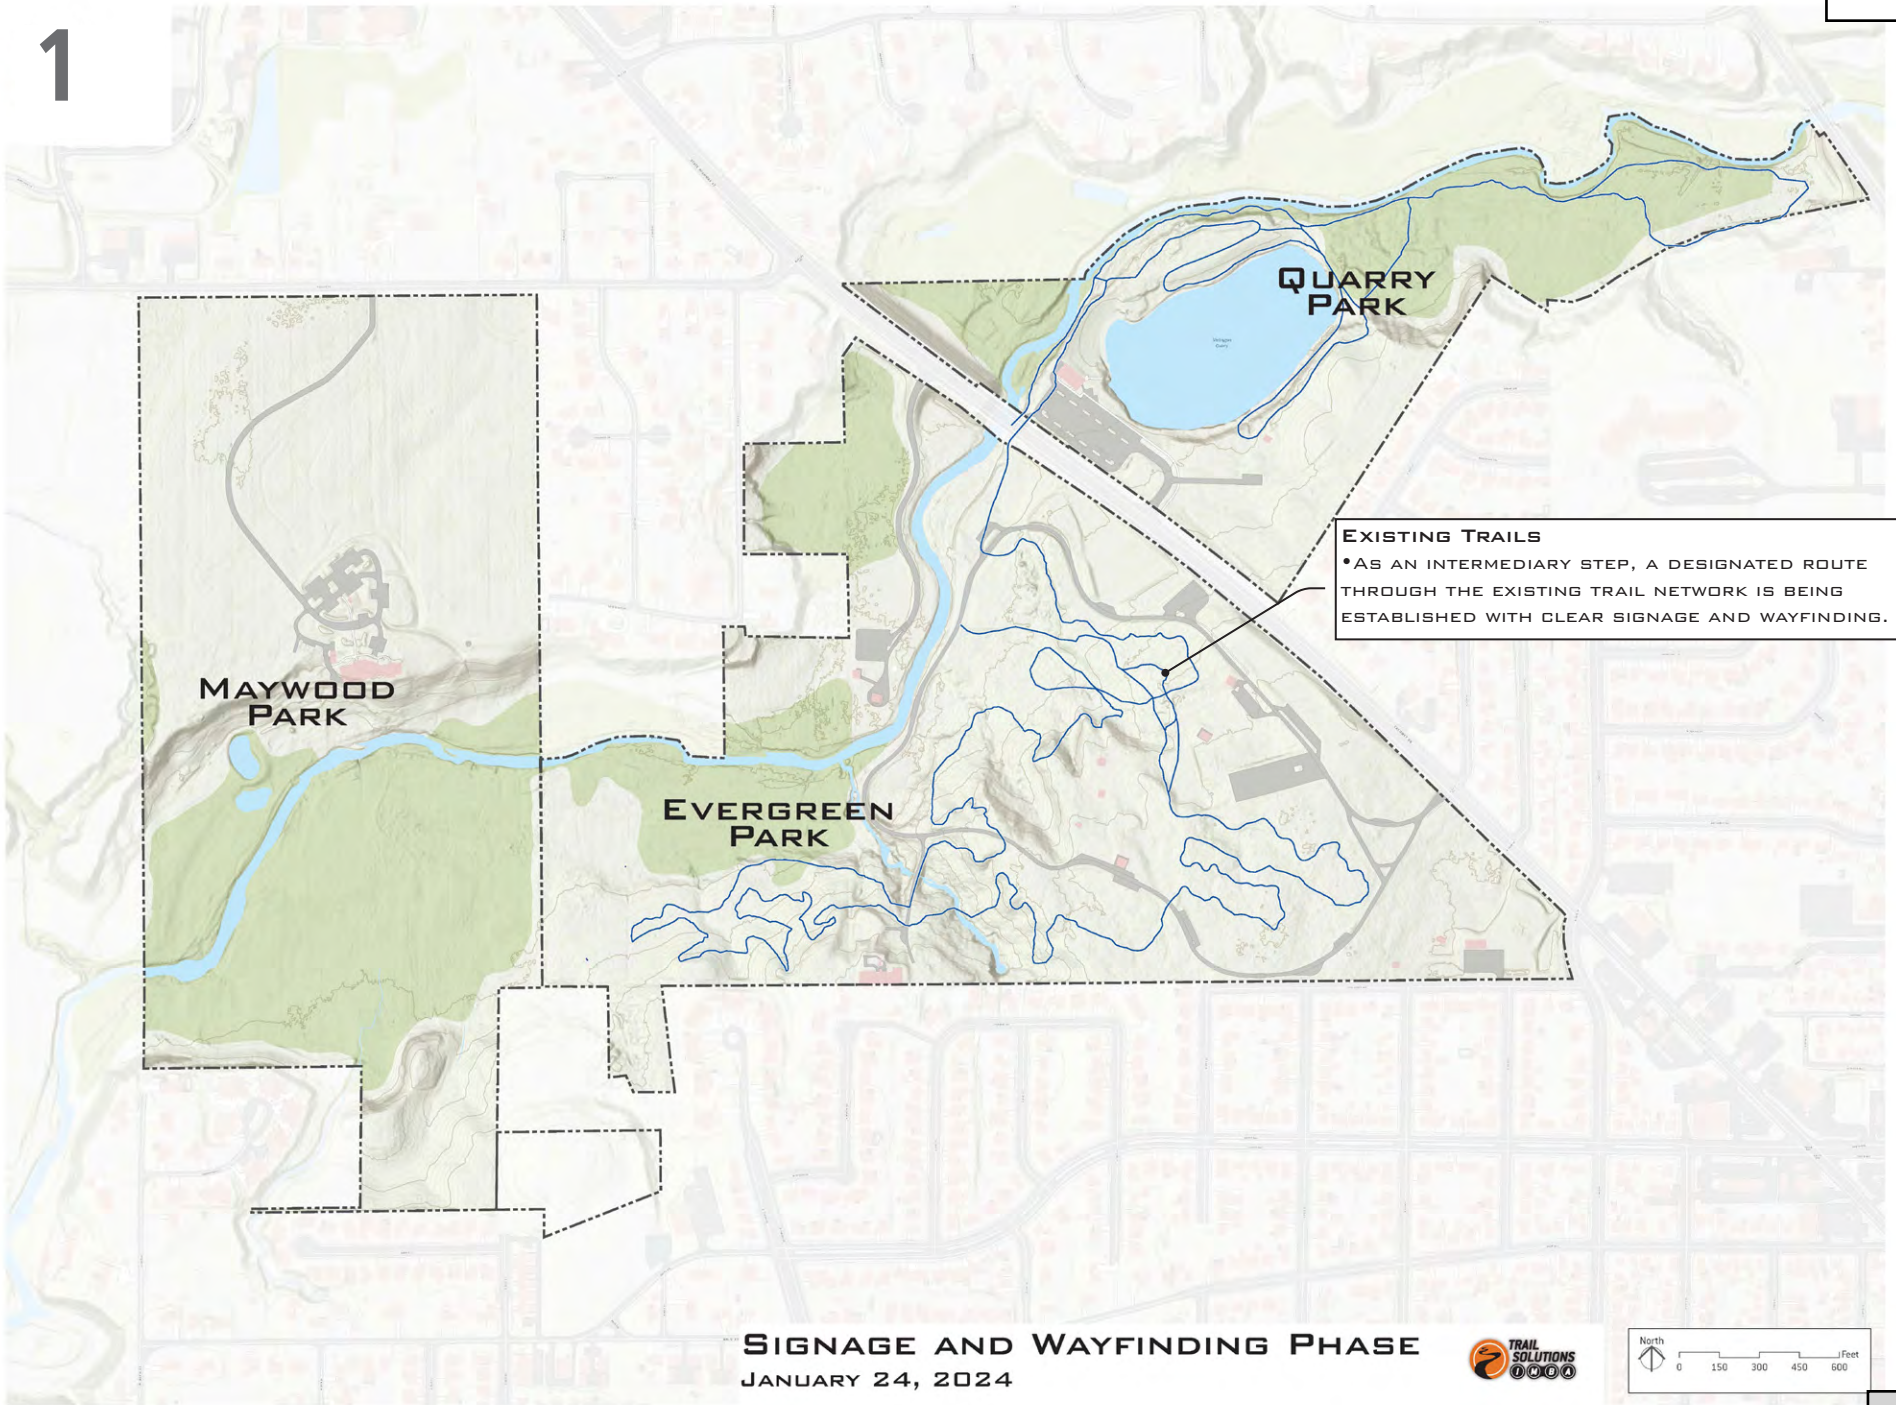 1
QUARRY
PARK
EXISTING TRAILS
•AS AN INTERMEDIARY STEP, A DESIGNATED ROUTE
THROUGH THE EXISTING TRAIL NETWORK IS BEING
ESTABLISHED WITH CLEAR SIGNAGE AND WAYFINDING.
MAYWOOD
PARK
EVERGREEN
PARK
SIGNAGE AND WAYFINDING PHASE
JANUARY 24, 2024
TRAIL
SOLUTIONS
IMBA
North
Feet
0 150 300 450 600